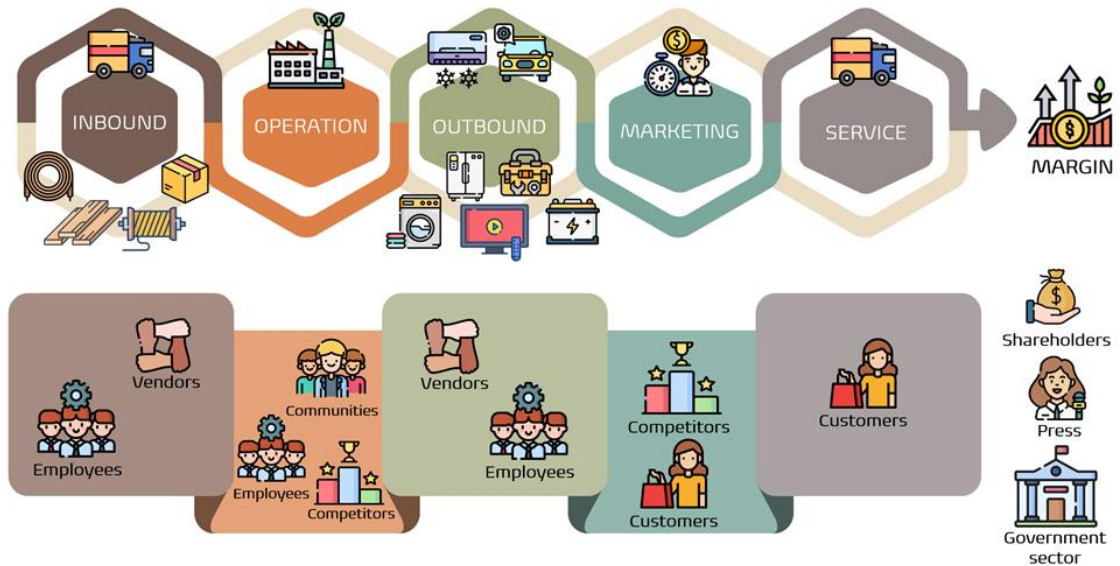 INBOUND
OPERATION
OUTBOUND
MARKETING
SERVICE
MARGIN
Vendors
Employees
Communities
Employees
Competitors
Vendors
Employees
Competitors
Customers
Customers
Shareholders
Press
Government
sector